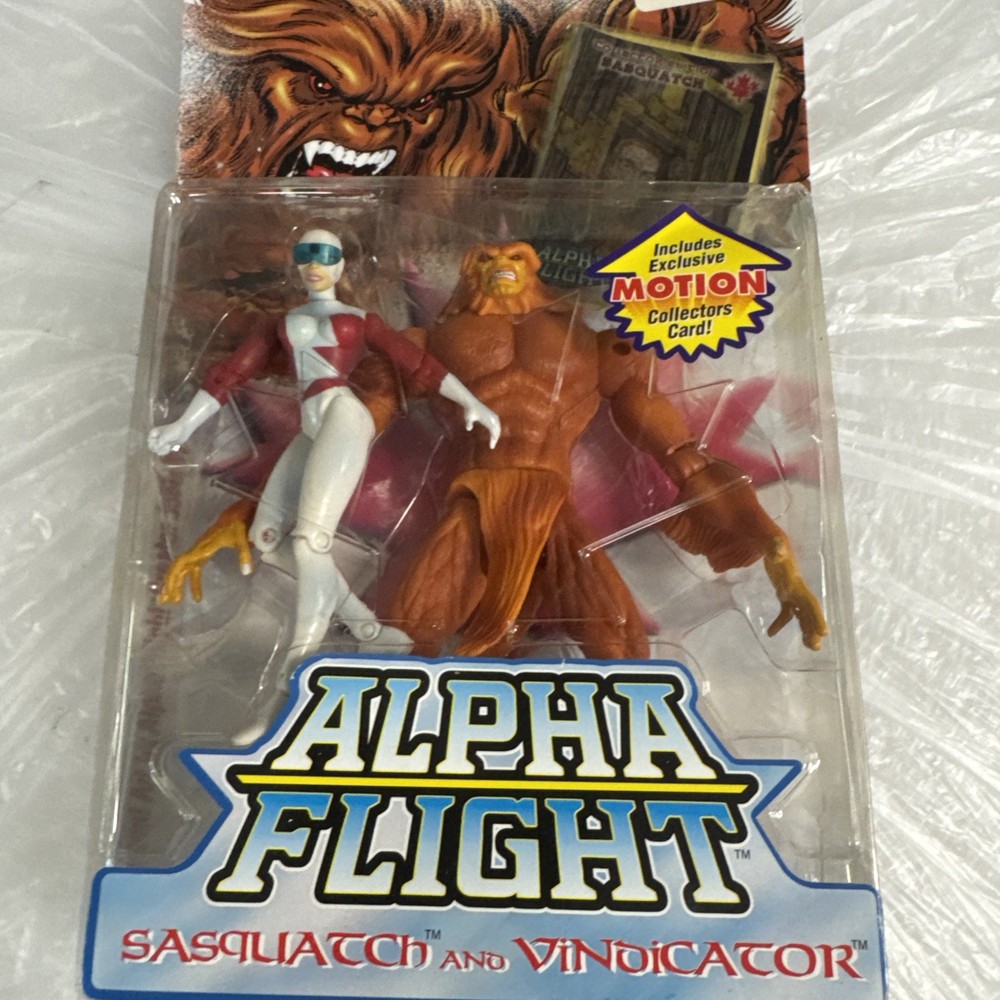 SASQUATCH
ALPHA
FLIGHT
Includes
Exclusive
MOTION
Collectors
Card!
ALPHA
FLIGHT™
SASQUATCH™ AND VINDICATOR™